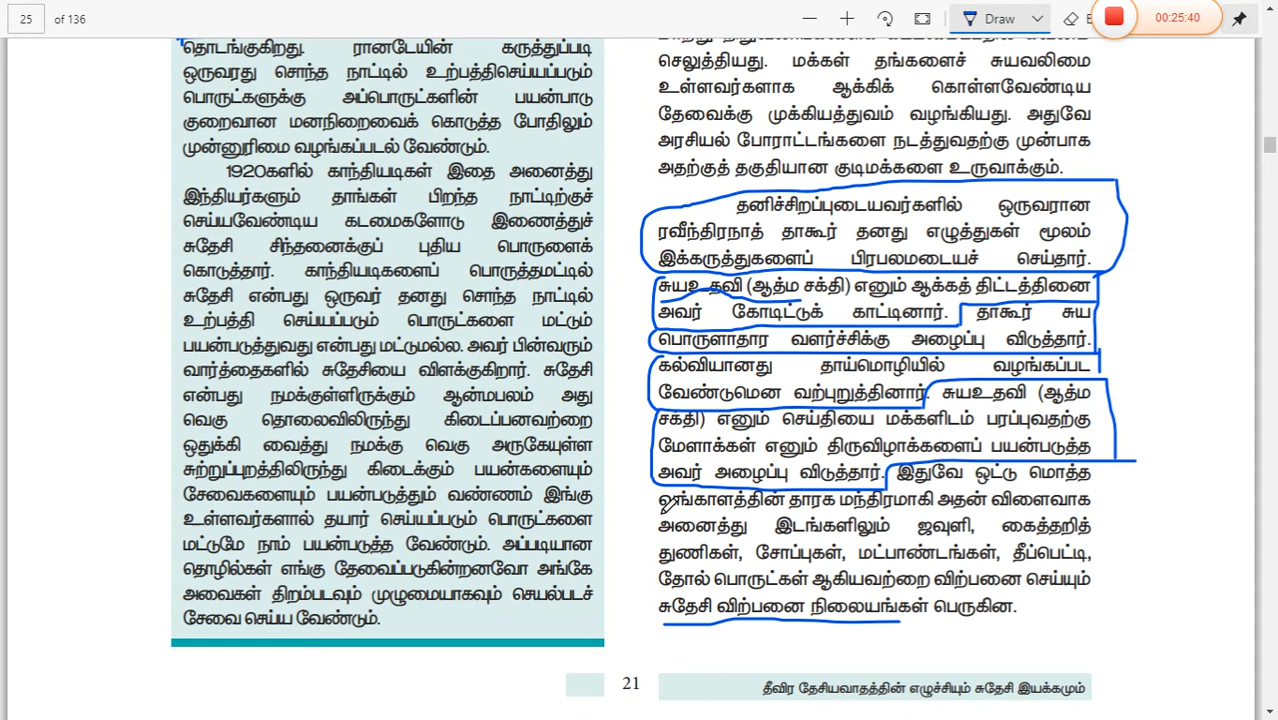 25 of 136
Draw
00:25:40
தொடங்குகிறது. ரானடேயின் கருத்துப்படி
ஒருவரது சொந்த நாட்டில் உற்பத்திசெய்யப்படும்
பொருட்களுக்கு அப்பொருட்களின் பயன்பாடு
குறைவான மனநிறைவைக் கொடுத்த போதிலும்
முன்னுரிமை வழங்கப்படல் வேண்டும்.
1920களில் காந்தியடிகள் இதை அனைத்து
இந்தியர்களும் தாங்கள் பிறந்த நாட்டிற்குச்
செய்யவேண்டிய கடமைகளோடு இணைத்துச்
சுதேசி சிந்தனைக்குப் புதிய பொருளைக்
கொடுத்தார். காந்தியடிகளைப் பொருத்தமட்டில்
சுதேசி என்பது ஒருவர் தனது சொந்த நாட்டில்
உற்பத்தி செய்யப்படும் பொருட்களை மட்டும்
பயன்படுத்துவது என்பது மட்டுமல்ல. அவர் பின்வரும்
வார்த்தைகளில் சுதேசியை விளக்குகிறார். சுதேசி
என்பது நமக்குள்ளிருக்கும் ஆன்மபலம் அது
வெகு தொலைவிலிருந்து கிடைப்பனவற்றை
ஒதுக்கி வைத்து நமக்கு வெகு அருகேயுள்ள
சுற்றுப்புறத்திலிருந்து கிடைக்கும் பயன்களையும்
சேவைகளையும் பயன்படுத்தும் வண்ணம் இங்கு
உள்ளவர்களால் தயார் செய்யப்படும் பொருட்களை
மட்டுமே நாம் பயன்படுத்த வேண்டும். அப்படியான
தொழில்கள் எங்கு தேவைப்படுகின்றனவோ அங்கே
அவைகள் திறம்படவும் முழுமையாகவும் செயல்படச்
சேவை செய்ய வேண்டும்.
செலுத்தியது. மக்கள் தங்களைச் சுயவலிமை
உள்ளவர்களாக ஆக்கிக் கொள்ளவேண்டிய
தேவைக்கு முக்கியத்துவம் வழங்கியது. அதுவே
அரசியல் போராட்டங்களை நடத்துவதற்கு முன்பாக
அதற்குத் தகுதியான குடிமக்களை உருவாக்கும்.
தனிச்சிறப்புடையவர்களில் ஒருவரான
ரவீந்திரநாத் தாகூர் தனது எழுத்துகள் மூலம்
இக்கருத்துகளைப் பிரபலமடையச் செய்தார்.
சுயஉதவி (ஆத்ம சக்தி) எனும் ஆக்கத் திட்டத்தினை
அவர் கோடிட்டுக் காட்டினார். தாகூர் சுய
பொருளாதார வளர்ச்சிக்கு அழைப்பு விடுத்தார்.
கல்வியானது தாய்மொழியில் வழங்கப்பட
வேண்டுமென வற்புறுத்தினார். சுயஉதவி (ஆத்ம
சக்தி) எனும் செய்தியை மக்களிடம் பரப்புவதற்கு
மேளாக்கள் எனும் திருவிழாக்களைப் பயன்படுத்த
அவர் அழைப்பு விடுத்தார். இதுவே ஒட்டு மொத்த
வங்காளத்தின் தாரக மந்திரமாகி அதன் விளைவாக
அனைத்து இடங்களிலும் ஜவுளி, கைத்தறித்
துணிகள், சோப்புகள், மட்பாண்டங்கள், தீப்பெட்டி,
தோல் பொருட்கள் ஆகியவற்றை விற்பனை செய்யும்
சுதேசி விற்பனை நிலையங்கள் பெருகின.
21
தீவிர தேசியவாதத்தின் எழுச்சியும் சுதேசி இயக்கமும்